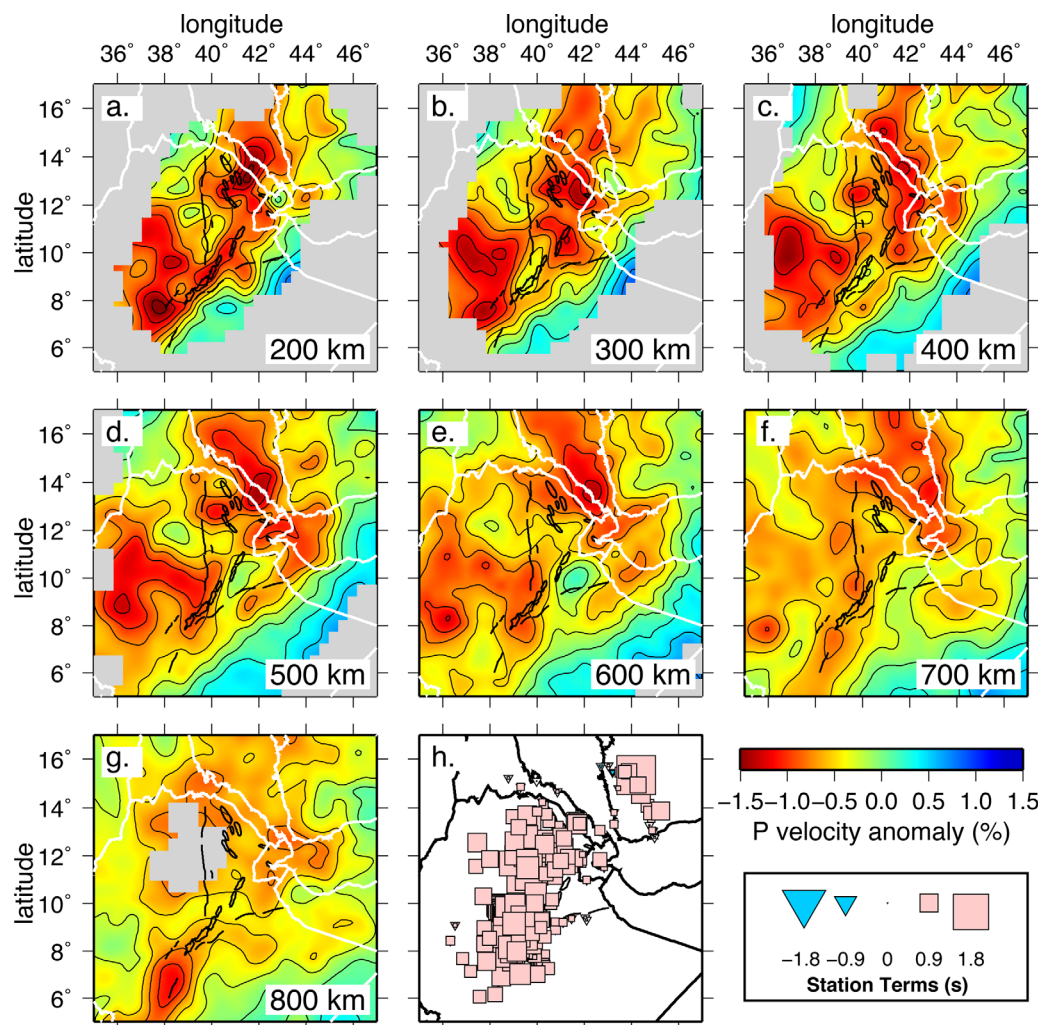 longitude longitude longitude
36° 38° 40° 42° 44° 46° 36° 38° 40° 42° 44° 46° 36° 38° 40° 42° 44° 46°
a. b. c.
latitude
16°
14°
12°
10°
8°
6°
200 km 300 km 400 km
d. e. f.
latitude
16°
14°
12°
10°
8°
6°
500 km 600 km 700 km
g. h.
latitude
16°
14°
12°
10°
8°
6°
800 km
−1.5 −1.0 −0.5 0.0 0.5 1.0 1.5
P velocity anomaly (%)
−1.8 −0.9 0 0.9 1.8
Station Terms (s)